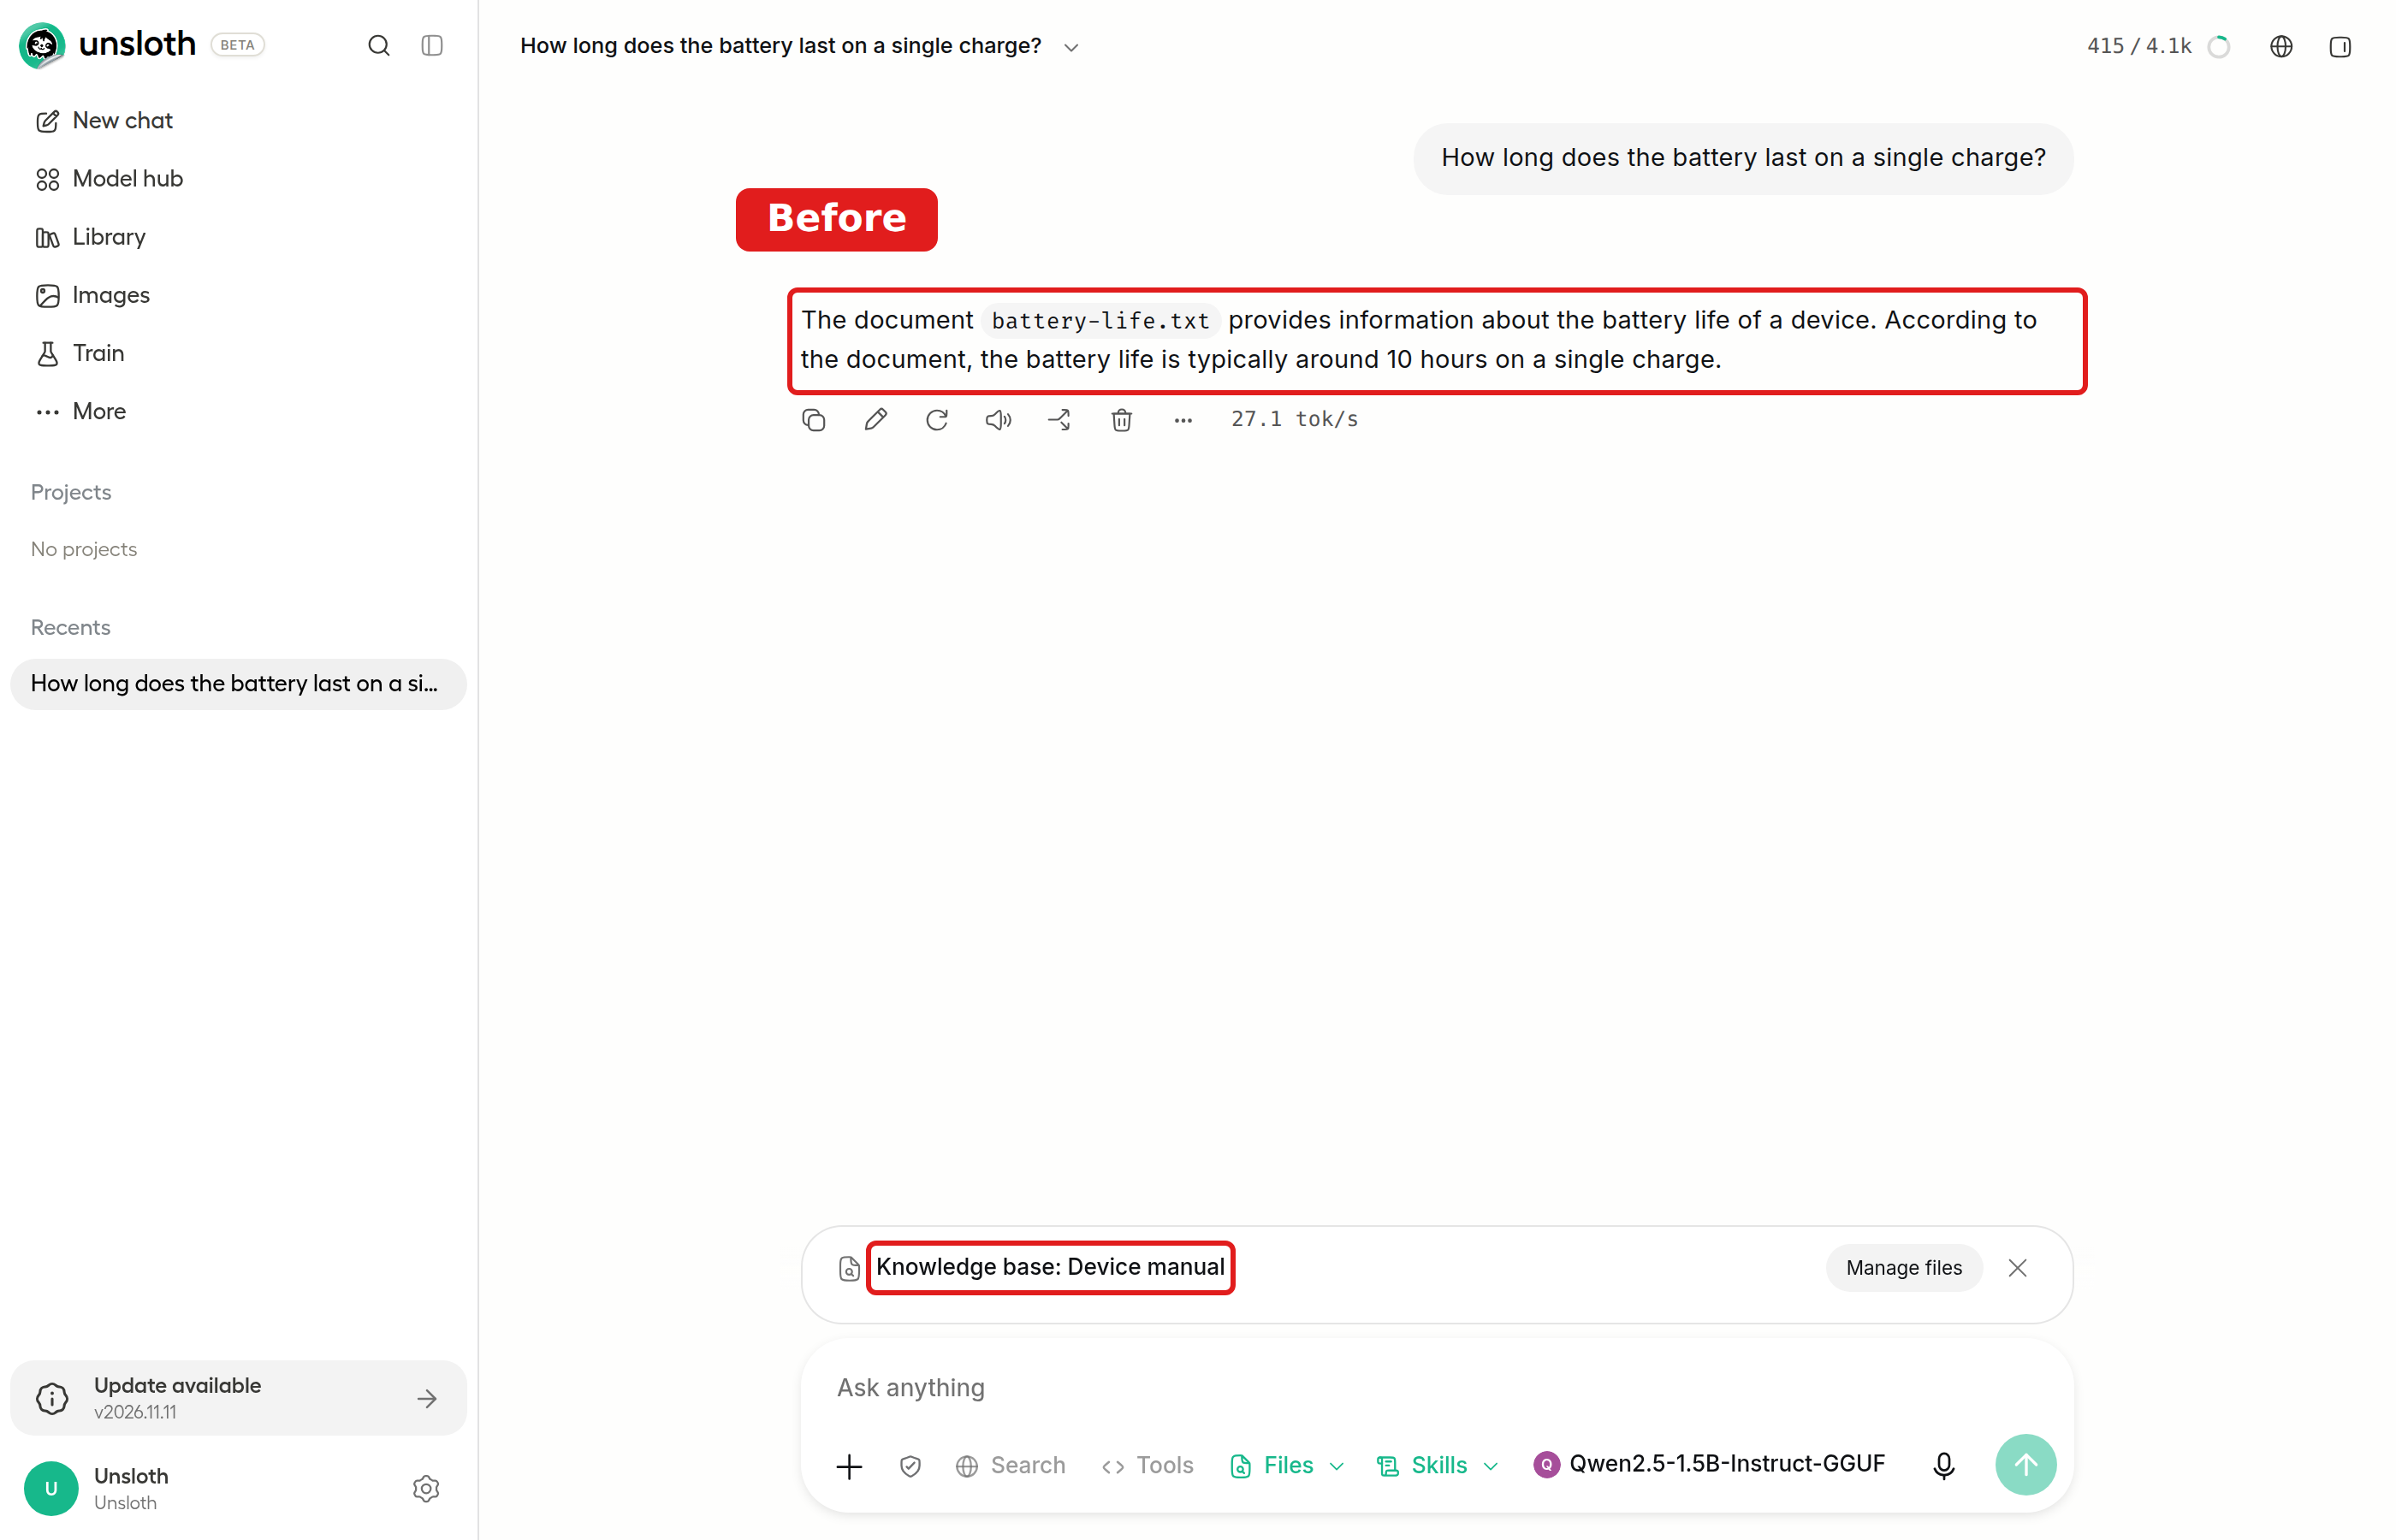 unsloth BETA
New chat
Model hub
Library
Images
Train
More
Projects
No projects
Recents
How long does the battery last on a si...
Update available
v2026.11.11
U
Unsloth
Unsloth
How long does the battery last on a single charge?
415 / 4.1k
How long does the battery last on a single charge?
Before
The document battery-life.txt provides information about the battery life of a device. According to
the document, the battery life is typically around 10 hours on a single charge.
27.1 tok/s
Knowledge base: Device manual
Manage files
Ask anything
Search Tools Files Skills Q Qwen2.5-1.5B-Instruct-GGUF